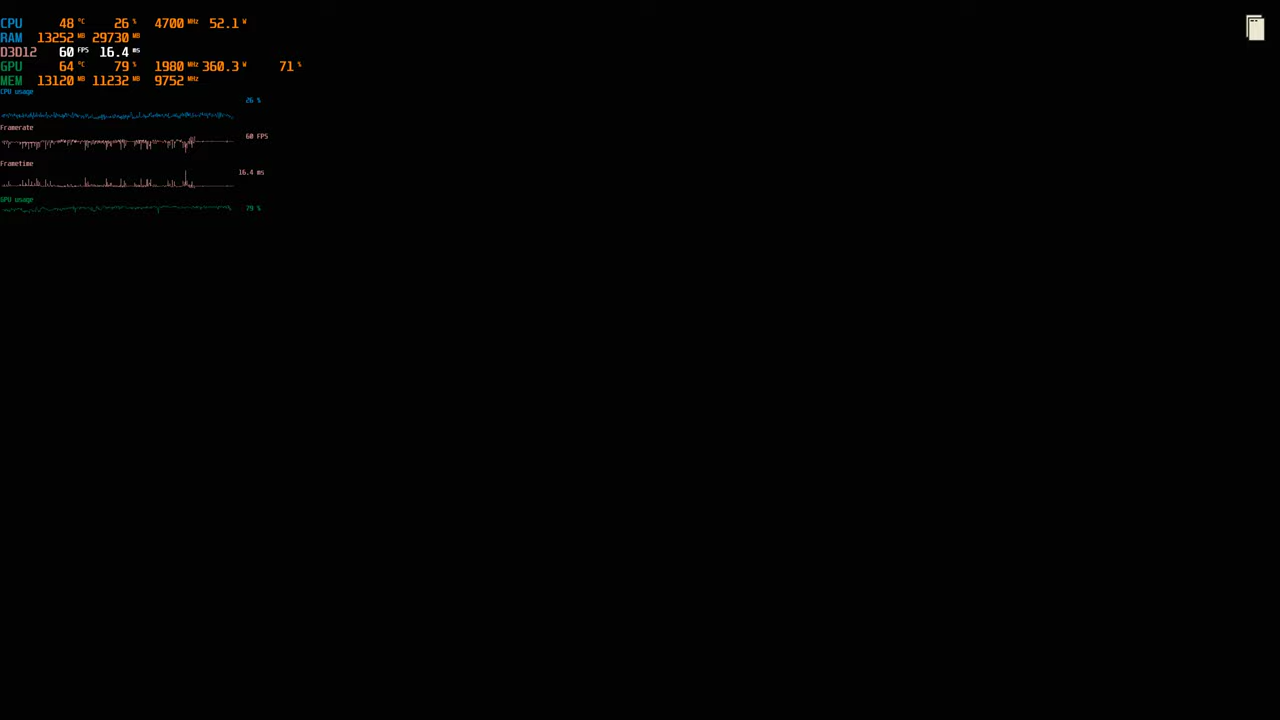 CPU 48 °C 26 % 4700 MHz 52.1 W
RAM 13252 MB 29730 MB
D3D12 60 FPS 16.4 ms
GPU 64 °C 79 % 1980 MHz 360.3 W 71 %
MEM 13120 MB 11232 MB 9752 MHz
CPU usage
26 %
Framerate
60 FPS
Frametime
16.4 ms
GPU usage
79 %